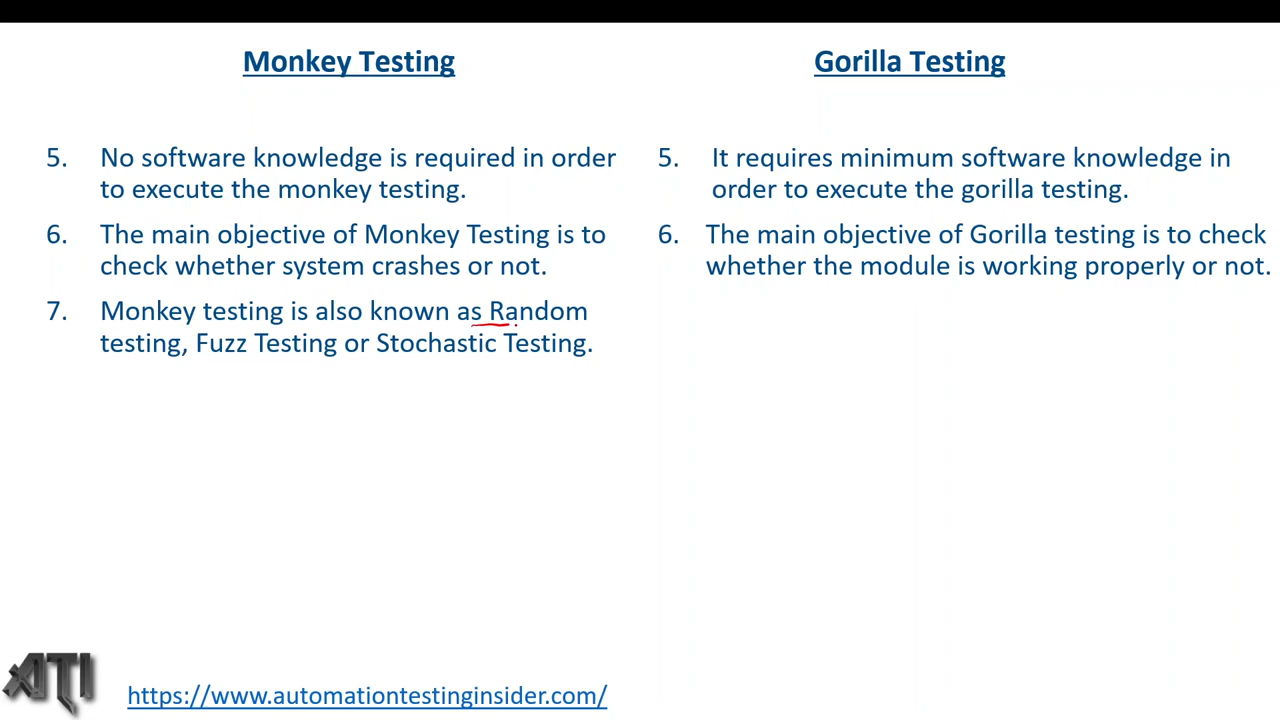 Monkey Testing
5. No software knowledge is required in order
to execute the monkey testing.
6. The main objective of Monkey Testing is to
check whether system crashes or not.
7. Monkey testing is also known as Random
testing, Fuzz Testing or Stochastic Testing.
Gorilla Testing
5. It requires minimum software knowledge in
order to execute the gorilla testing.
6. The main objective of Gorilla testing is to check
whether the module is working properly or not.
ATI
https://www.automationtestinginsider.com/